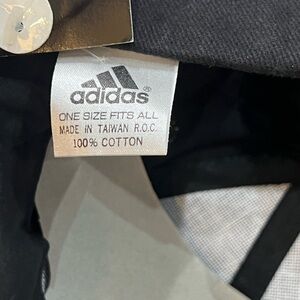 adidas®
ONE SIZE FITS ALL
MADE IN TAIWAN R.O.C.
100% COTTON